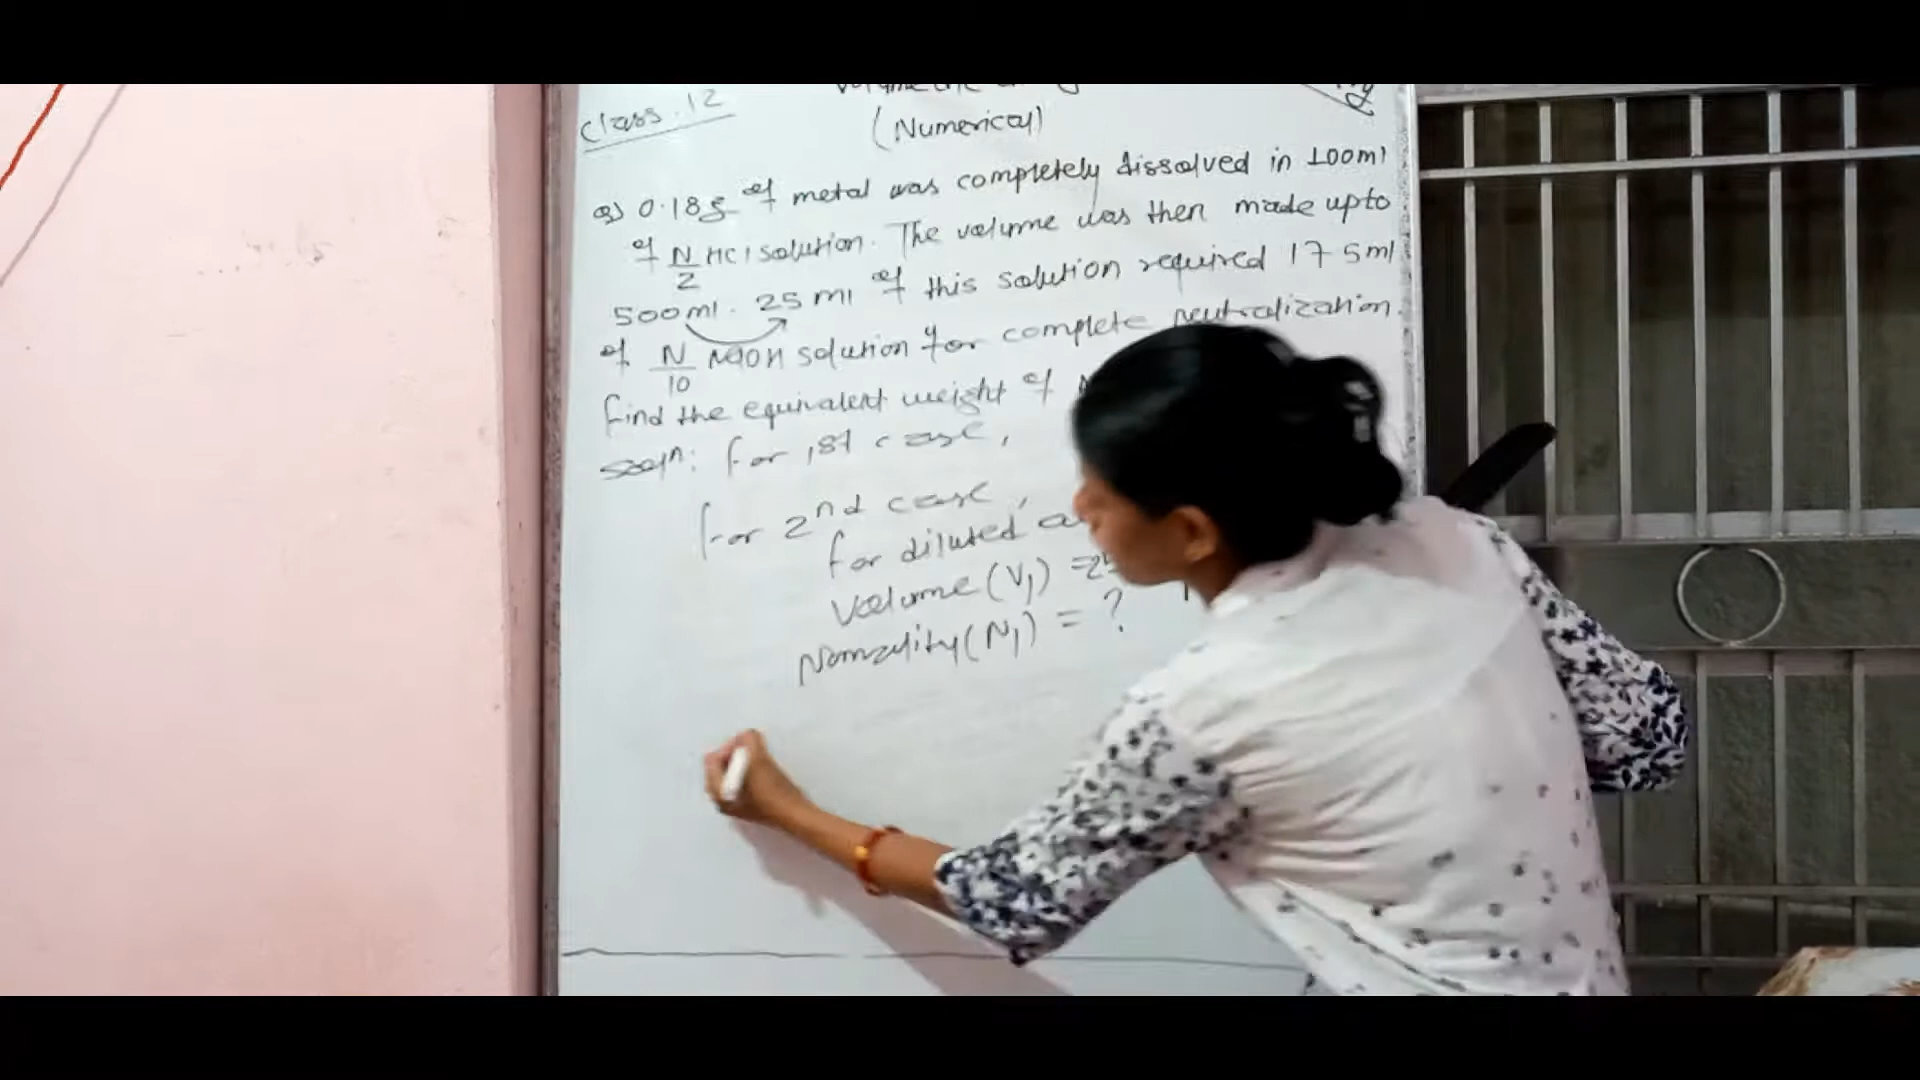 Class.12
(Numerical)
Q) 0.18g of metal was completely dissolved in 100ml
of N/2 HCl solution. The volume was then made upto
500ml. 25 ml of this solution required 17 5ml
of N/10 NaOH solution for complete neutralization.
Find the equivalent weight of
Soln: For 1st case,
For 2nd case,
for diluted
Volume (V1) =
Normality (N1) = ?